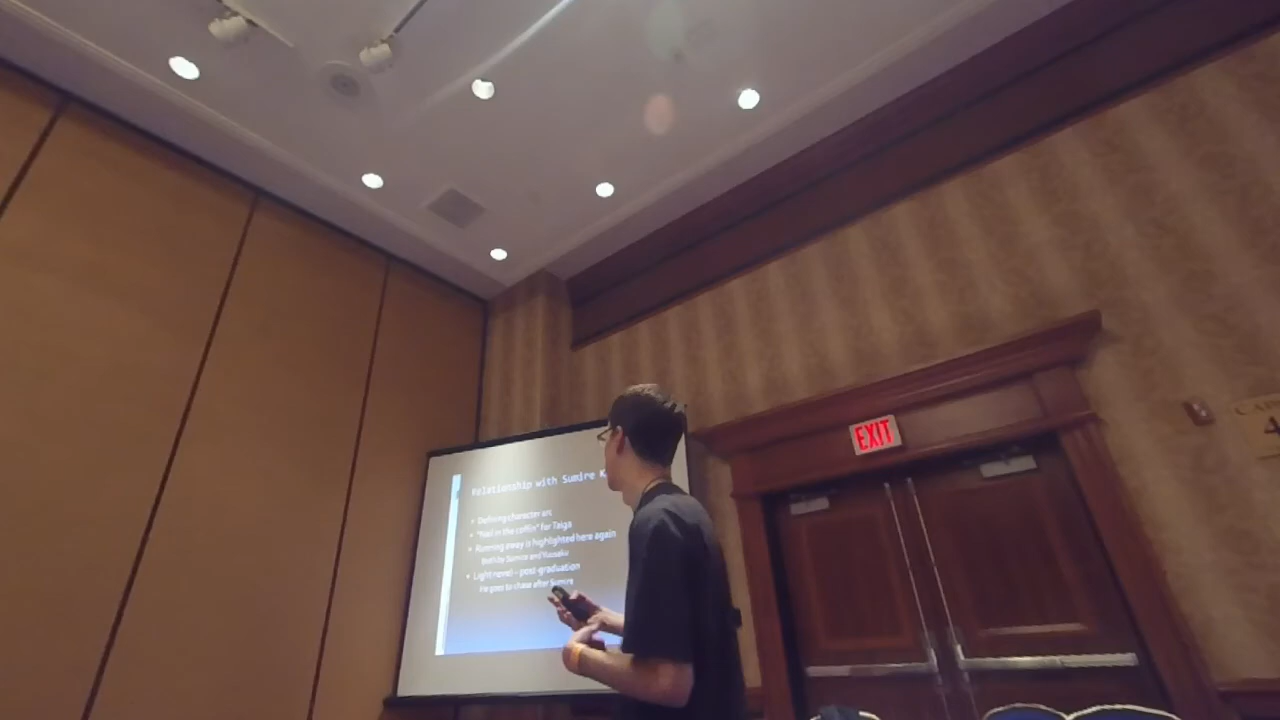 Relationship with Sumire K
Defining character arc
"Nail in the coffin" for Taiga
Running away is highlighted here again
Both by Sumire and Yuusaku
Light novel - post-graduation
He goes to chase after Sumire
EXIT